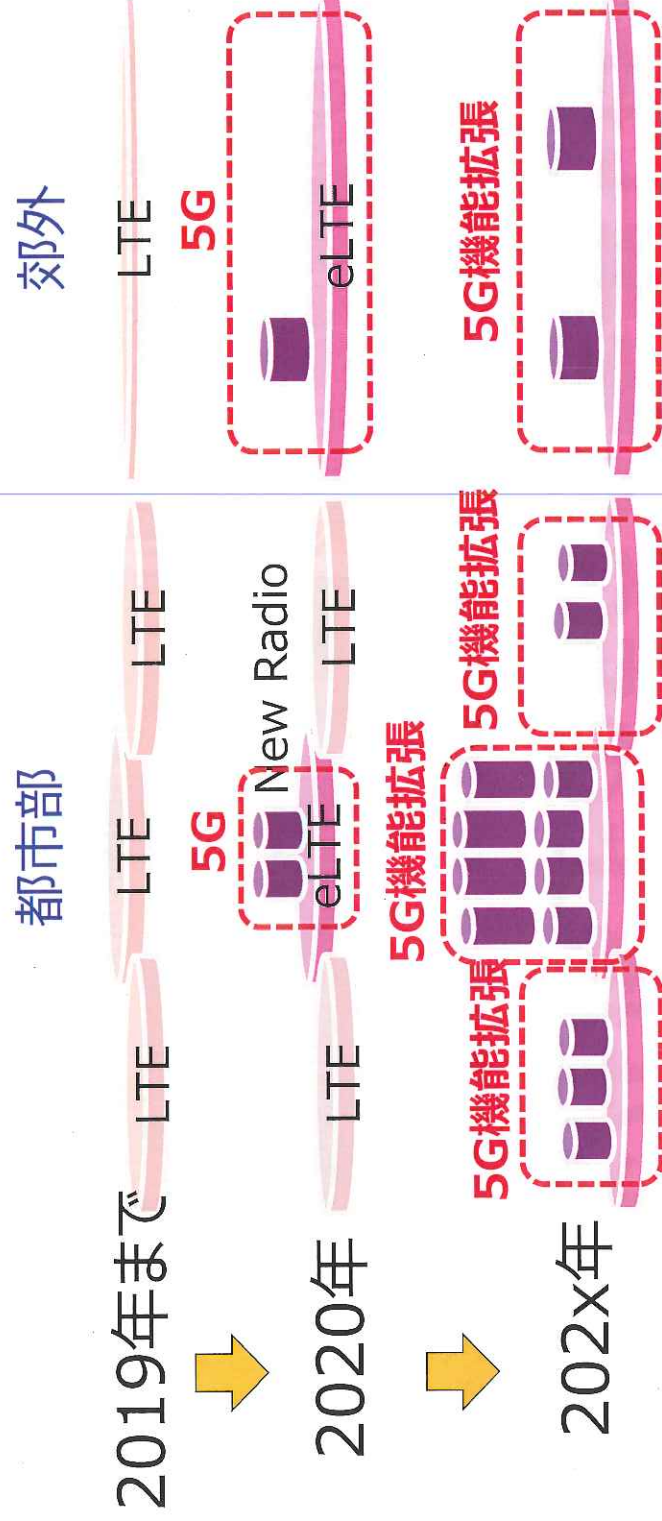 都市部
郊外
2019年まで
LTE
LTE
LTE
LTE
2020年
LTE
5G
eLTE
New Radio
LTE
5G
eLTE
202x年
5G機能拡張
5G機能拡張
5G機能拡張
5G機能拡張